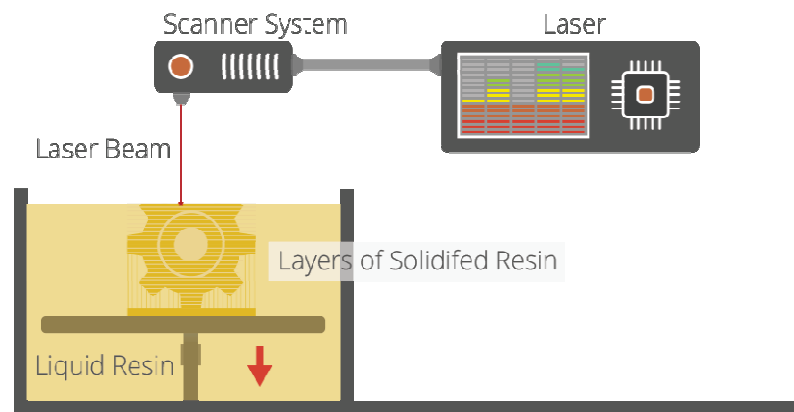 Scanner System
Laser
Laser Beam
Layers of Solidifed Resin
Liquid Resin